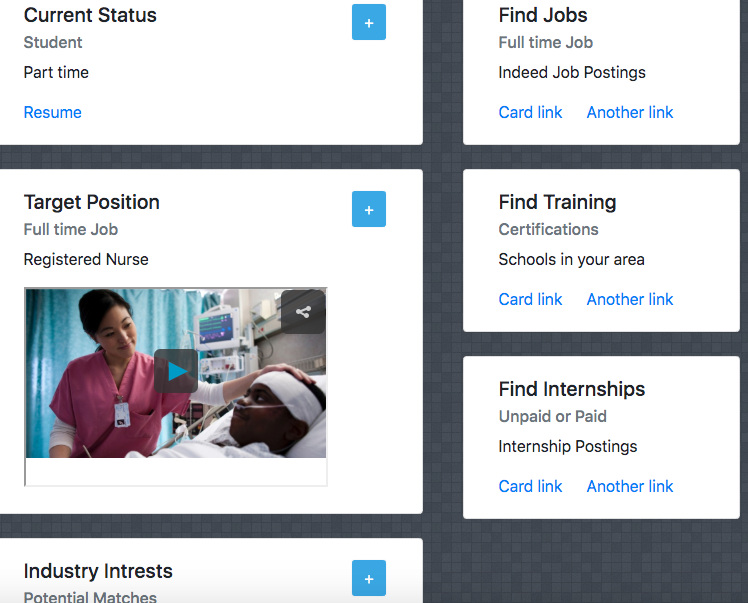 Current Status
+
Student
Part time
Resume
Target Position
+
Full time Job
Registered Nurse
Industry Intrests
+
Potential Matches
Find Jobs
Full time Job
Indeed Job Postings
Card link Another link
Find Training
Certifications
Schools in your area
Card link Another link
Find Internships
Unpaid or Paid
Internship Postings
Card link Another link